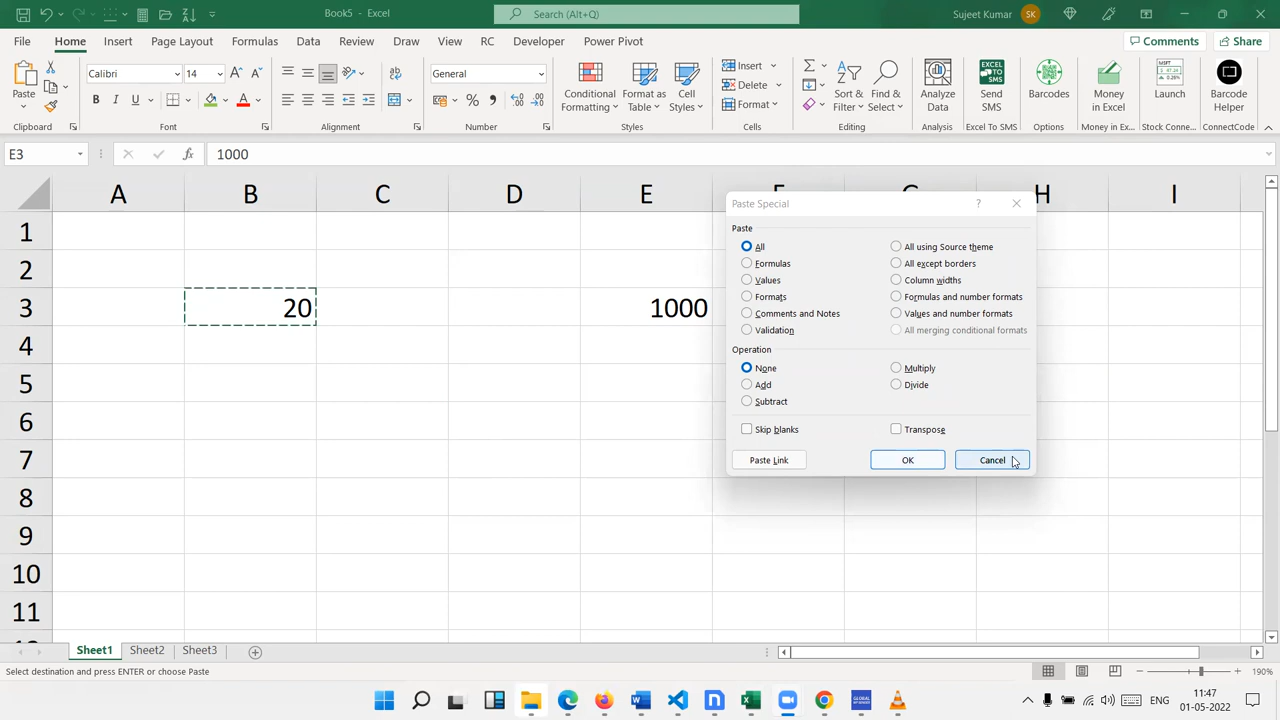 Book5 - Excel
Search (Alt+Q)
Sujeet Kumar
SK
File Home Insert Page Layout Formulas Data Review View Draw RC Developer Power Pivot
Comments
Share
Paste
Calibri
14
General
Conditional Formatting
Format as Table
Cell Styles
Insert
Delete
Format
Sort & Filter
Find & Select
Analyze Data
Send SMS
Barcodes
Money in Excel
Launch
Barcode Helper
Clipboard
Font
Alignment
Number
Styles
Cells
Editing
Analysis
Excel To SMS
Options
Money in Ex...
Stock Conne...
ConnectCode
E3
fx
1000
A B C D E H I
1
2
3 20 1000
4
5
6
7
8
9
10
11
Paste Special
?
Paste
All
All using Source theme
Formulas
All except borders
Values
Column widths
Formats
Formulas and number formats
Comments and Notes
Values and number formats
Validation
All merging conditional formats
Operation
None
Multiply
Add
Divide
Subtract
Skip blanks
Transpose
Paste Link
OK
Cancel
Sheet1 Sheet2 Sheet3
Select destination and press ENTER or choose Paste
190%
ENG
11:47
01-05-2022